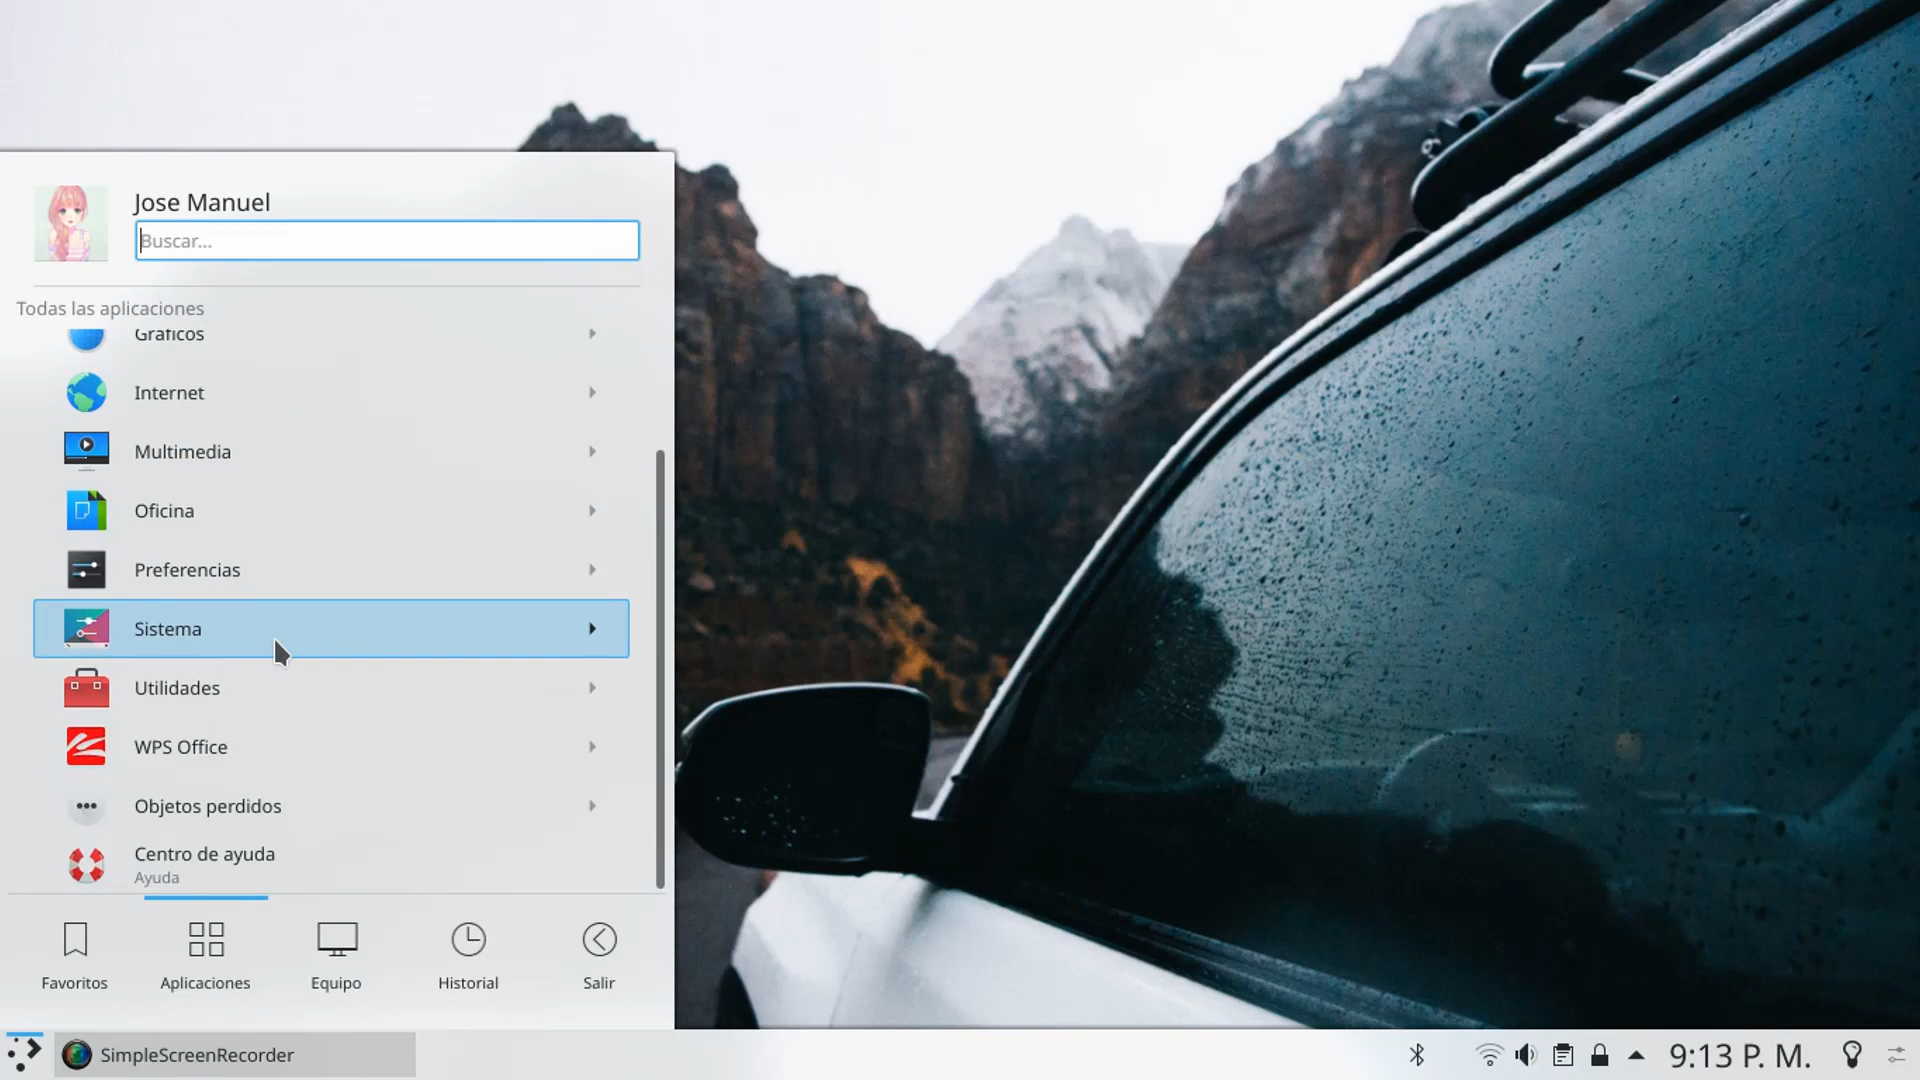 Jose Manuel
Buscar...
Todas las aplicaciones
Gráficos
Internet
Multimedia
Oficina
Preferencias
Sistema
Utilidades
WPS Office
Objetos perdidos
Centro de ayuda
Ayuda
Favoritos
Aplicaciones
Equipo
Historial
Salir
SimpleScreenRecorder
9:13 P. M.